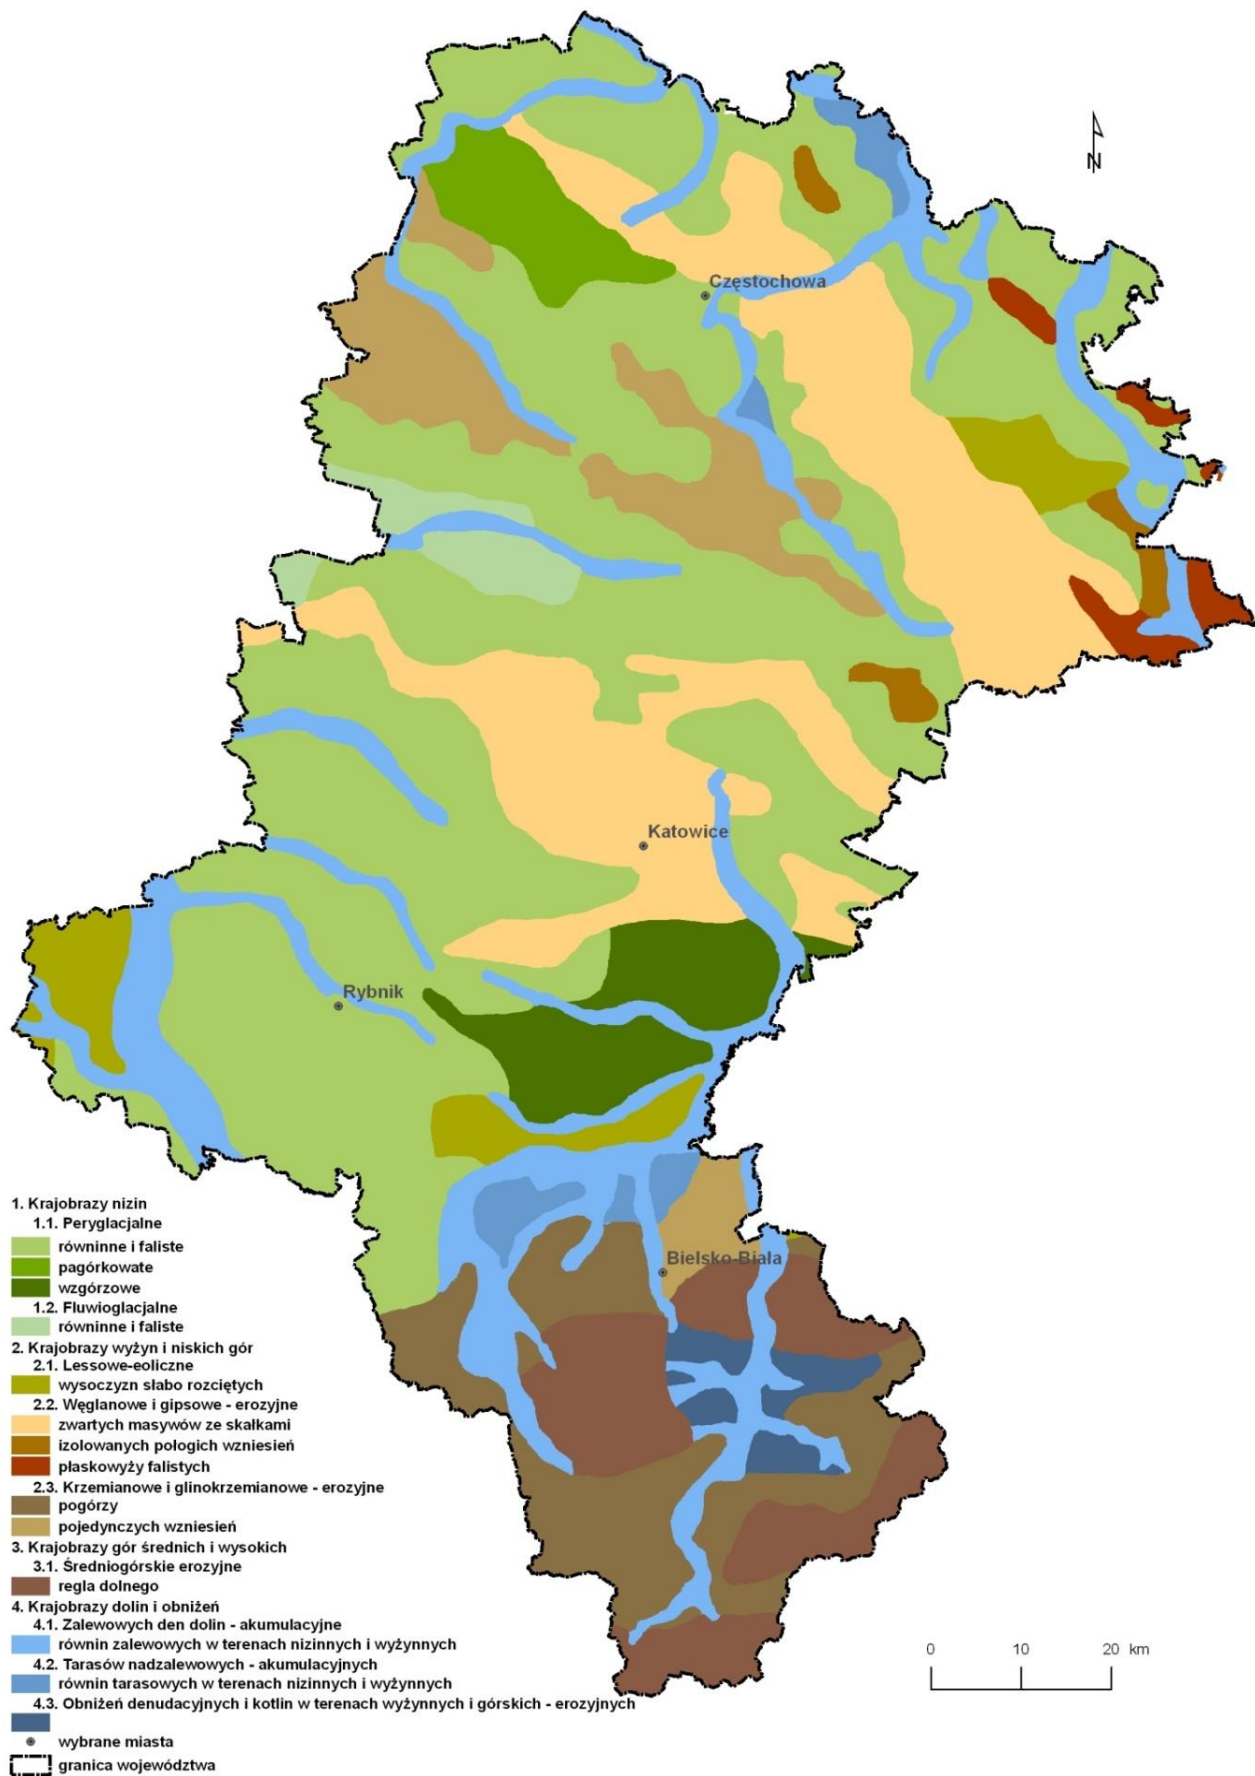 N
Częstochowa
Katowice
Rybnik
Bielsko-Biała
1. Krajobrazy nizin
1.1. Peryglacjalne
równinne i faliste
pagórkowate
wzgórzowe
1.2. Fluwioglacjalne
równinne i faliste
2. Krajobrazy wyżyn i niskich gór
2.1. Lessowe-eoliczne
wysoczyzn słabo rozciętych
2.2. Węglanowe i gipsowe - erozyjne
zwartych masywów ze skałkami
izolowanych pologich wzniesień
płaskowyży falistych
2.3. Krzemianowe i glinokrzemianowe - erozyjne
pogórzy
pojedynczych wzniesień
3. Krajobrazy gór średnich i wysokich
3.1. Średniogórskie erozyjne
regla dolnego
4. Krajobrazy dolin i obniżeń
4.1. Zalewowych den dolin - akumulacyjne
równin zalewowych w terenach nizinnych i wyżynnych
4.2. Tarasów nadzalewowych - akumulacyjnych
równin tarasowych w terenach nizinnych i wyżynnych
4.3. Obniżeń denudacyjnych i kotlin w terenach wyżynnych i górskich - erozyjnych
wybrane miasta
granica województwa
0 10 20 km